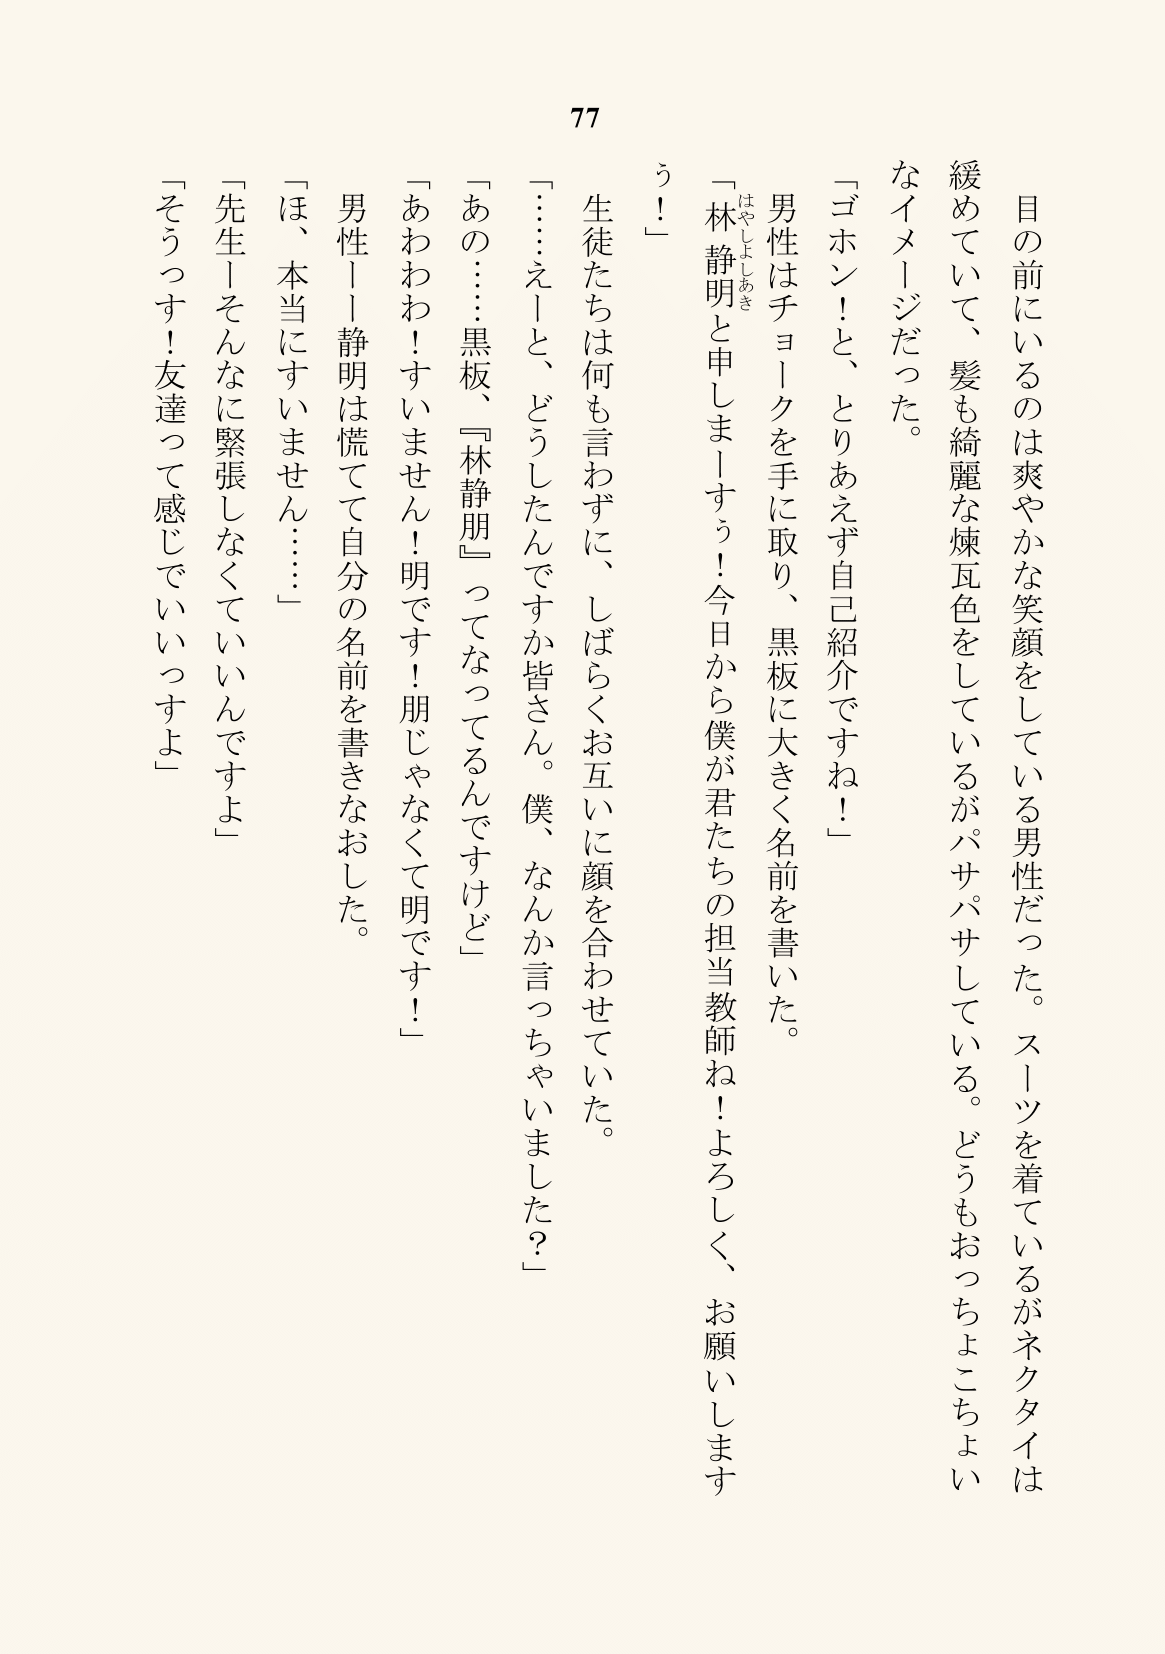 77
目の前にいるのは爽やかな笑顔をしている男性だった。スーツを着ているがネクタイは
緩めていて、髪も綺麗な煉瓦色をしているがパサパサしている。どうもおっちょこちょい
なイメージだった。
「ゴホン！と、とりあえず自己紹介ですね！」
男性はチョークを手に取り、黒板に大きく名前を書いた。
はやしよしあき
「林 静明と申しまーすぅ！今日から僕が君たちの担当教師ね！よろしく、お願いします
ぅ！」
生徒たちは何も言わずに、しばらくお互いに顔を合わせていた。
「……えーと、どうしたんですか皆さん。僕、なんか言っちゃいました？」
「あの……黒板、『林静朋』ってなってるんですけど」
「あわわわ！すいません！明です！朋じゃなくて明です！」
男性ーー静明は慌てて自分の名前を書きなおした。
「ほ、本当にすいません……」
「先生ーそんなに緊張しなくていいんですよ」
「そうっす！友達って感じでいいっすよ」